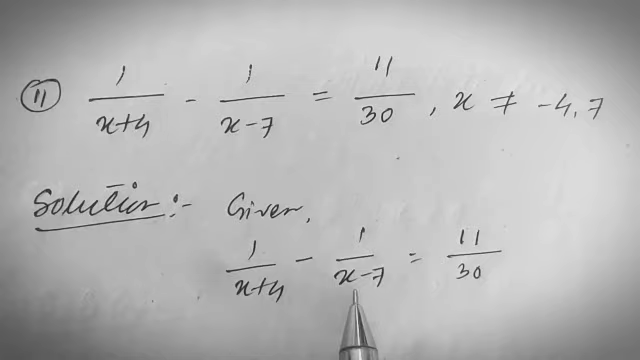 (11) 1/(x+4) - 1/(x-7) = 11/30, x ≠ -4, 7
Solution:- Given,
1/(x+4) - 1/(x-7) = 11/30